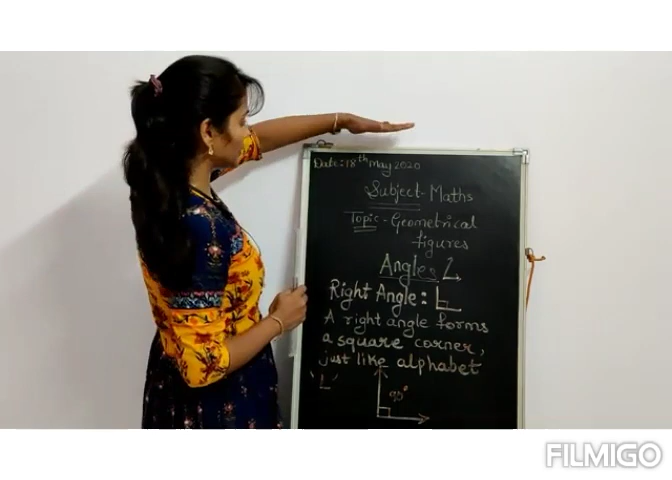 Date: 18th May 2020
Subject - Maths
Topic - Geometrical
figures
Angle :
Right Angle :
A right angle forms
a square corner,
just like alphabet
'L'
90°
FILMIGO